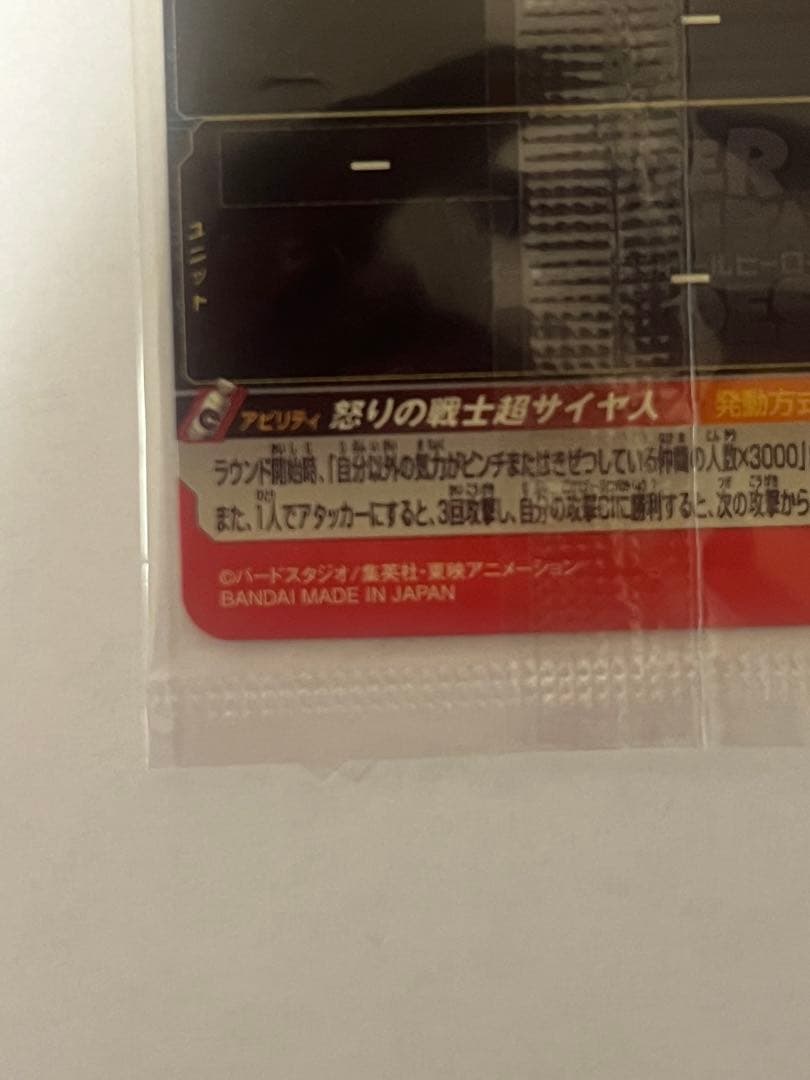 ユニット
アビリティ 怒りの戦士超サイヤ人 発動方式
ラウンド開始時、「自分以外の気力がピンチまたはきぜつしている仲間の人数×3000」
また、1人でアタッカーにすると、3回攻撃し、自分の攻撃CIに勝利すると、次の攻撃から
©バードスタジオ/集英社・東映アニメーション
BANDAI MADE IN JAPAN